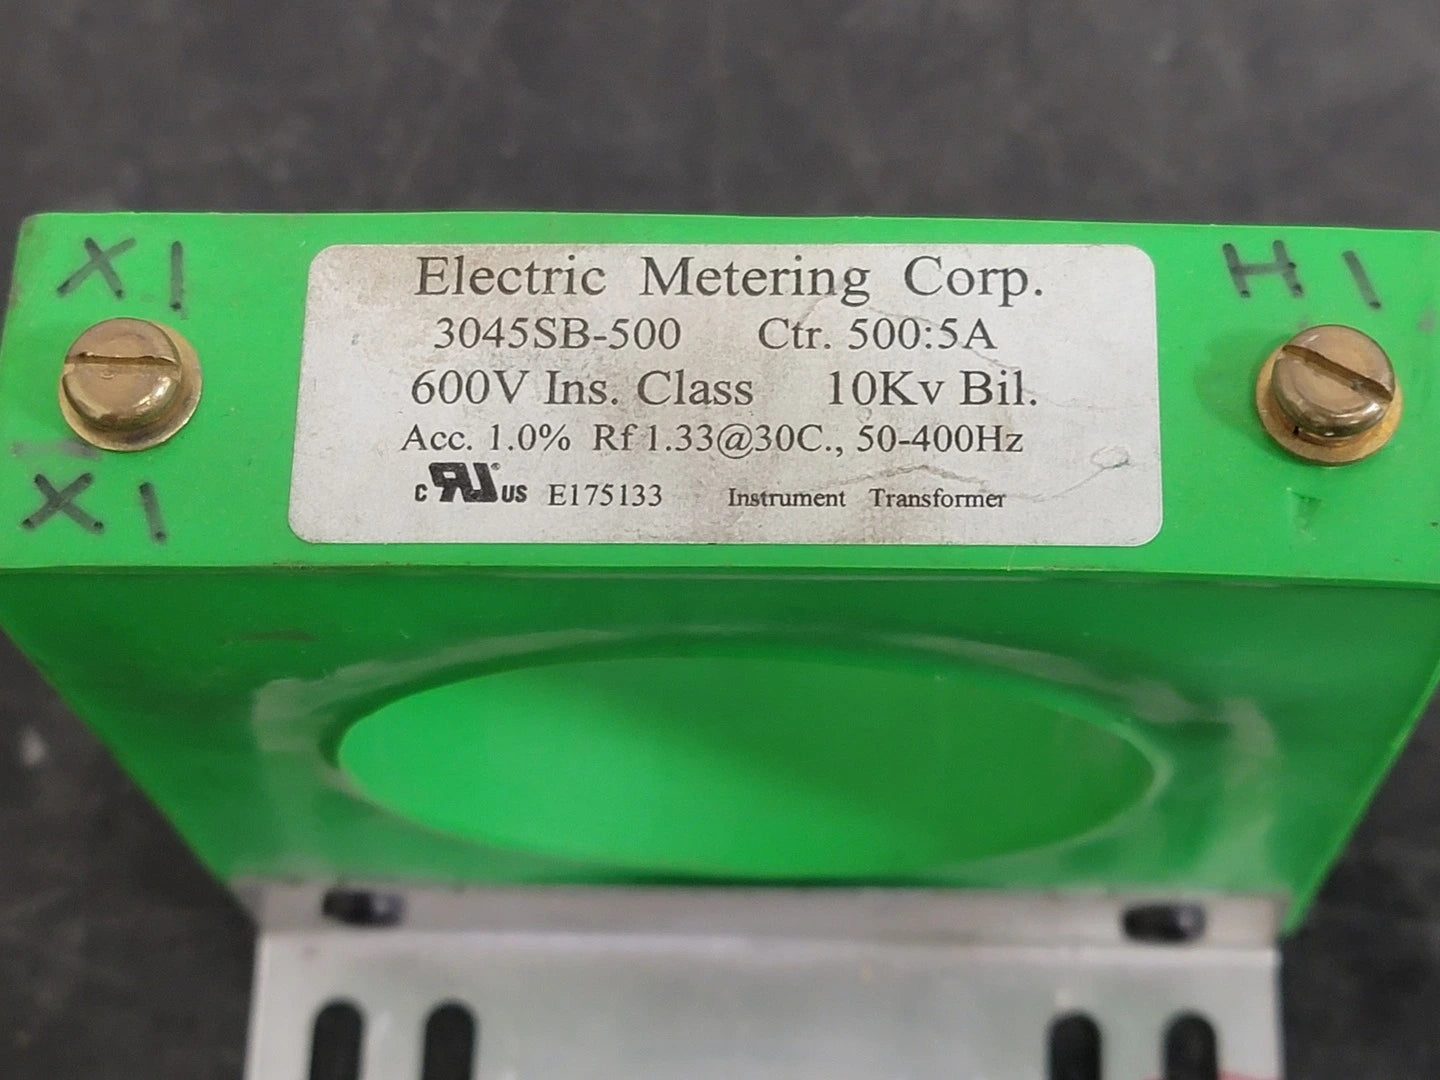 X1
H1
Electric Metering Corp.
3045SB-500 Ctr. 500:5A
600V Ins. Class 10Kv Bil.
Acc. 1.0% Rf 1.33@30C., 50-400Hz
c RU ® US E175133 Instrument Transformer
X1